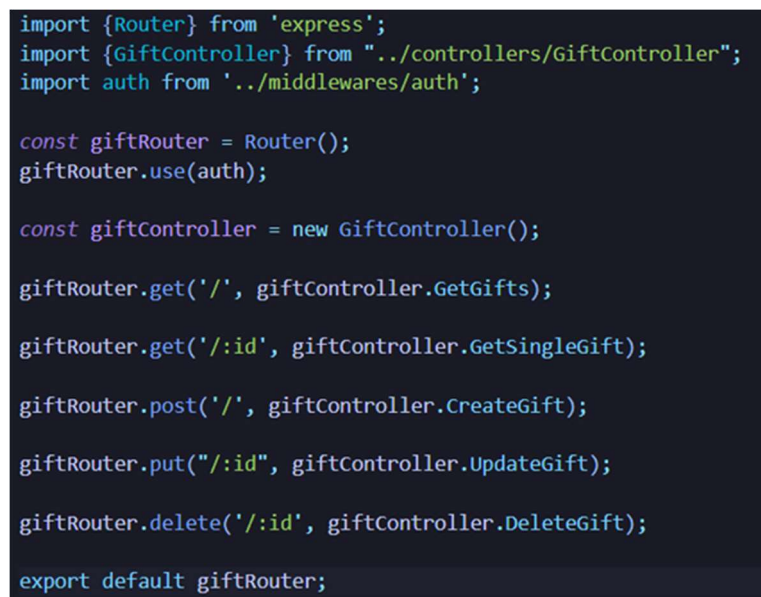 import {Router} from 'express';
import {GiftController} from "../controllers/GiftController";
import auth from '../middlewares/auth';
const giftRouter = Router();
giftRouter.use(auth);
const giftController = new GiftController();
giftRouter.get('/', giftController.GetGifts);
giftRouter.get('/:id', giftController.GetSingleGift);
giftRouter.post('/', giftController.CreateGift);
giftRouter.put("/:id", giftController.UpdateGift);
giftRouter.delete('/:id', giftController.DeleteGift);
export default giftRouter;